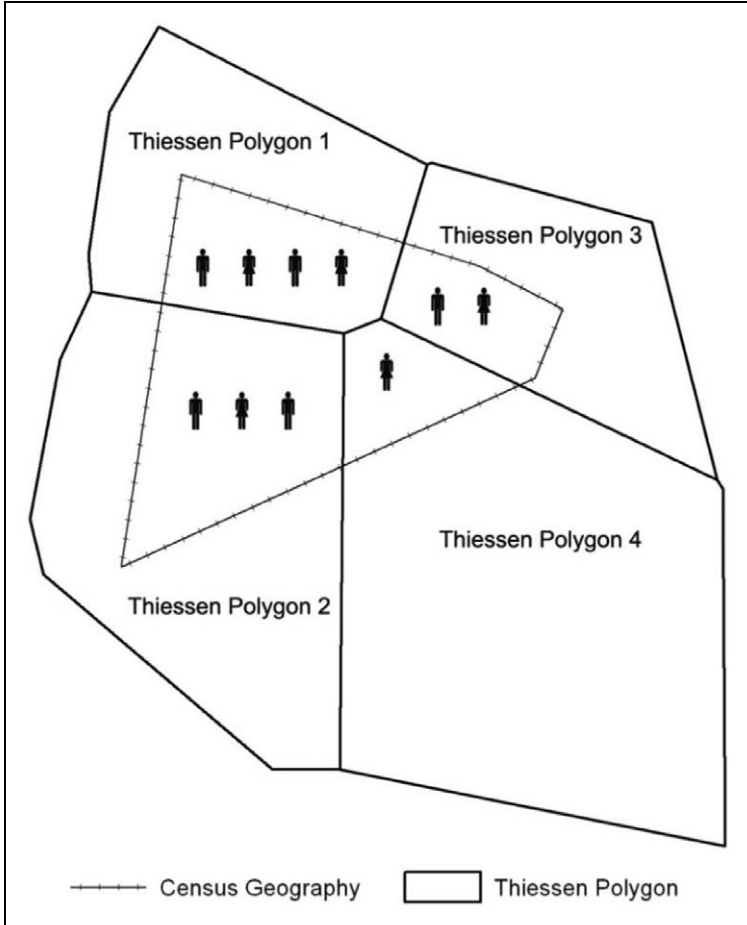 Thiessen Polygon 1
Thiessen Polygon 3
Thiessen Polygon 4
Thiessen Polygon 2
Census Geography
Thiessen Polygon